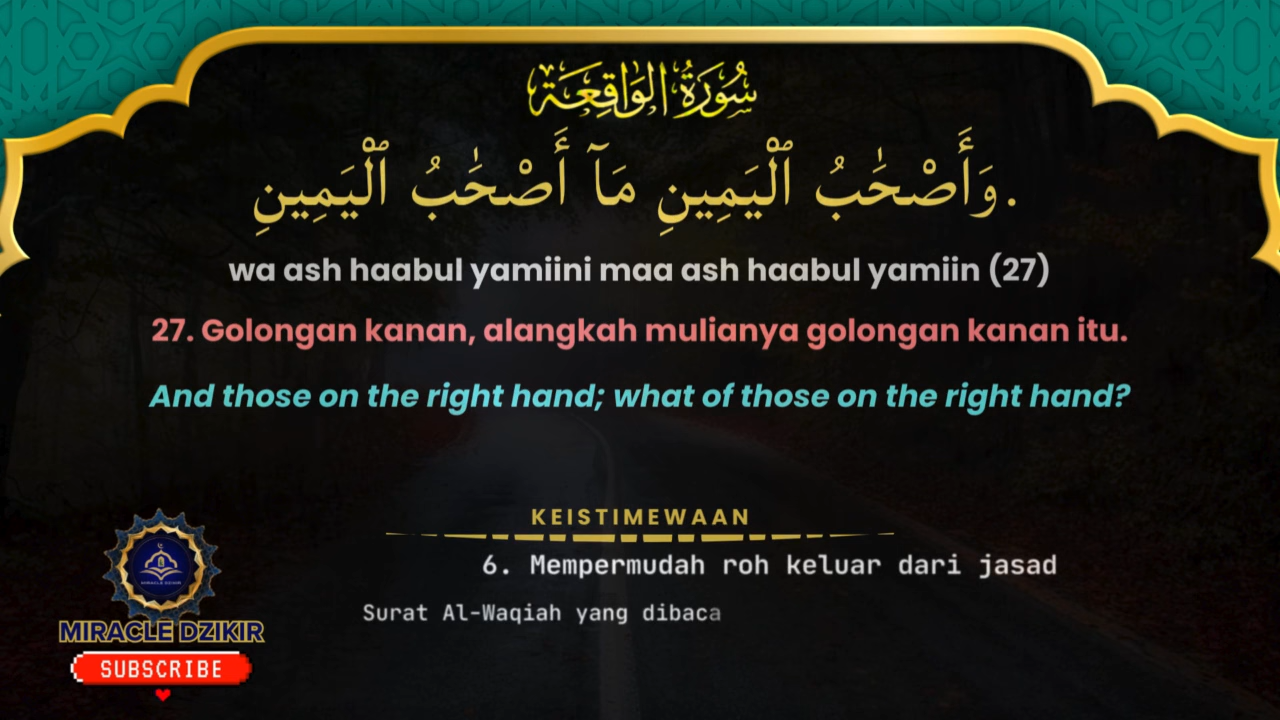 سُورَةُ الوَاقِعَة
وَأَصْحَٰبُ ٱلْيَمِينِ مَآ أَصْحَٰبُ ٱلْيَمِينِ.
wa ash haabul yamiini maa ash haabul yamiin (27)
27. Golongan kanan, alangkah mulianya golongan kanan itu.
And those on the right hand; what of those on the right hand?
KEISTIMEWAAN
6. Mempermudah roh keluar dari jasad
Surat Al-Waqiah yang dibaca
MIRACLE DZIKIR
MIRACLE DZIKIR
SUBSCRIBE